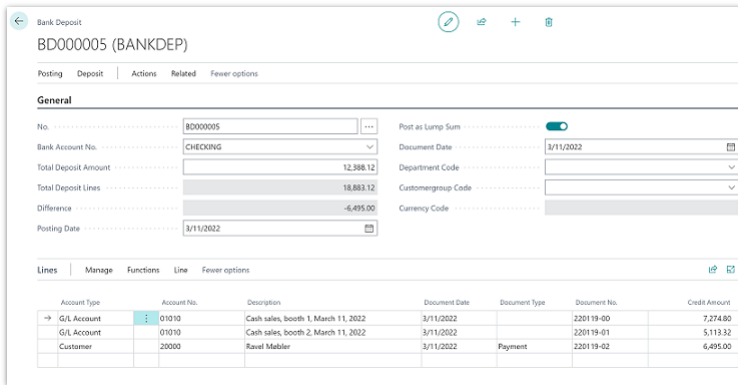 Bank Deposit
BD000005 (BANKDEP)
Posting Deposit Actions Related Fewer options
General
No. BD000005 Post as Lump Sum
Bank Account No. CHECKING Document Date 3/11/2022
Total Deposit Amount 12,388.12 Department Code
Total Deposit Lines 18,883.12 Customergroup Code
Difference -6,495.00 Currency Code
Posting Date 3/11/2022
Lines Manage Functions Line Fewer options
Account Type Account No. Description Document Date Document Type Document No. Credit Amount
G/L Account 01010 Cash sales, booth 1, March 11, 2022 3/11/2022 220119-00 7,274.80
G/L Account 01010 Cash sales, booth 2, March 11, 2022 3/11/2022 220119-01 5,113.32
Customer 20000 Ravel Møbler 3/11/2022 Payment 220119-02 6,495.00